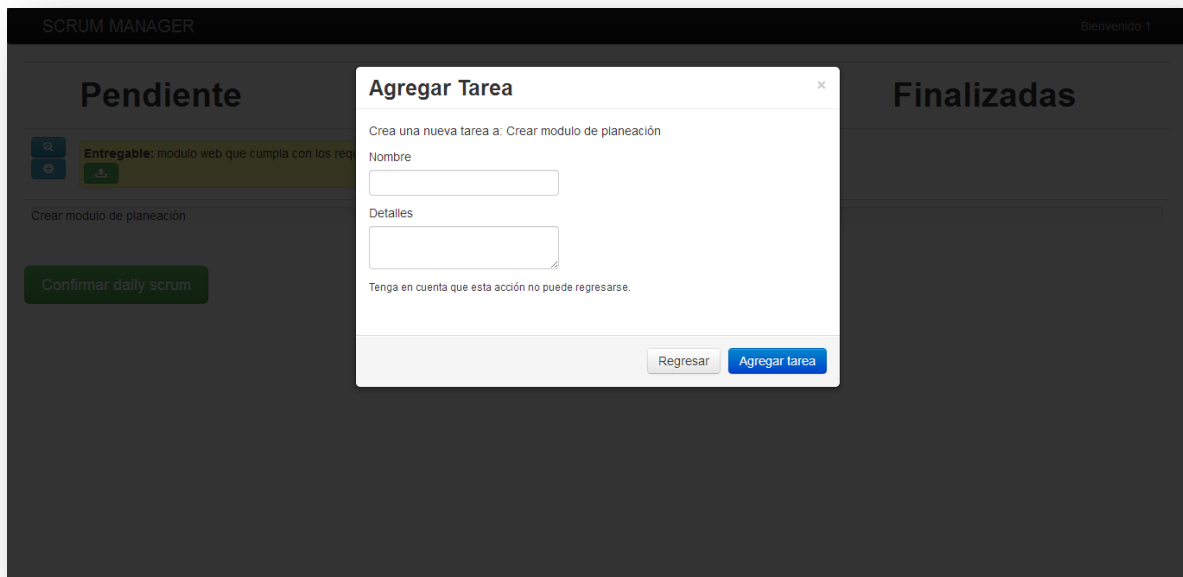 SCRUM MANAGER
Bienvenido 1
Pendiente
Finalizadas
Entregable: modulo web que cumpla con los requ
Crear modulo de planeación
Confirmar daily scrum
Agregar Tarea
×
Crea una nueva tarea a: Crear modulo de planeación
Nombre
Detalles
Tenga en cuenta que esta acción no puede regresarse.
Regresar
Agregar tarea